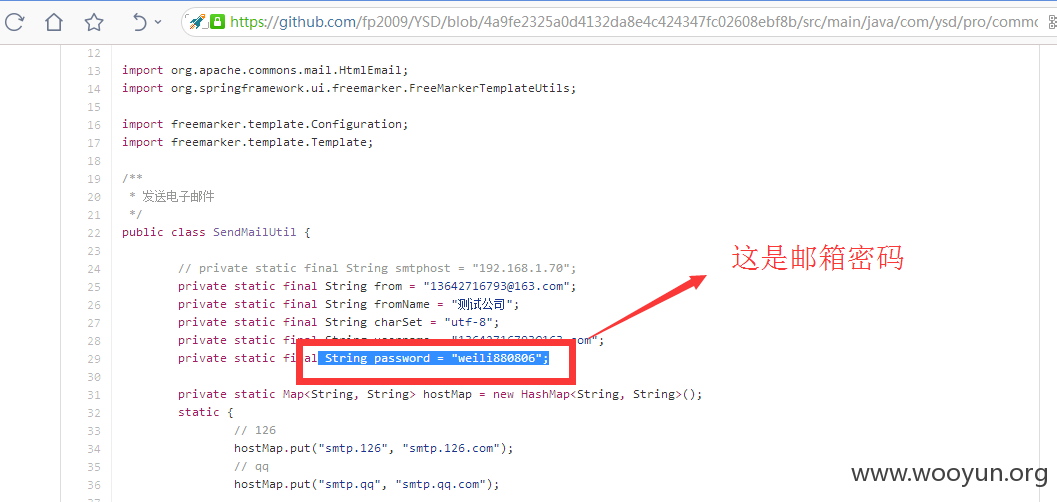 https://github.com/fp2009/YSD/blob/4a9fe2325a0d4132da8e4c424347fc02608ebf8b/src/main/java/com/ysd/pro/commo
12
13 import org.apache.commons.mail.HtmlEmail;
14 import org.springframework.ui.freemarker.FreeMarkerTemplateUtils;
15
16 import freemarker.template.Configuration;
17 import freemarker.template.Template;
18
19 /**
20 * 发送电子邮件
21 */
22 public class SendMailUtil {
23
24 // private static final String smtphost = "192.168.1.70";
25 private static final String from = "13642716793@163.com";
26 private static final String fromName = "测试公司";
27 private static final String charSet = "utf-8";
28 private static final String username = "13642716793@163.com";
29 private static final String password = "weili880806";
30
31 private static Map<String, String> hostMap = new HashMap<String, String>();
32 static {
33 // 126
34 hostMap.put("smtp.126", "smtp.126.com");
35 // qq
36 hostMap.put("smtp.qq", "smtp.qq.com");
这是邮箱密码
www.wooyun.org